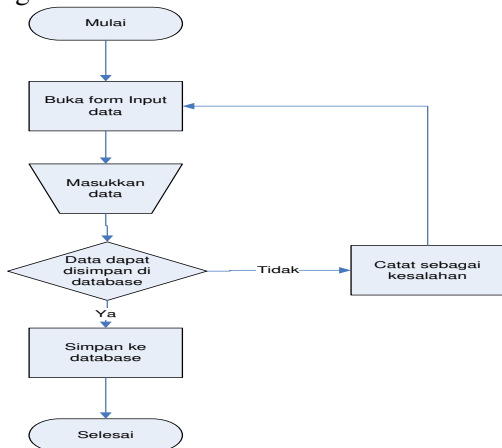 g
Mulai
Buka form Input
data
Masukkan
data
Data dapat
disimpan di
database
Tidak
Catat sebagai
kesalahan
Ya
Simpan ke
database
Selesai